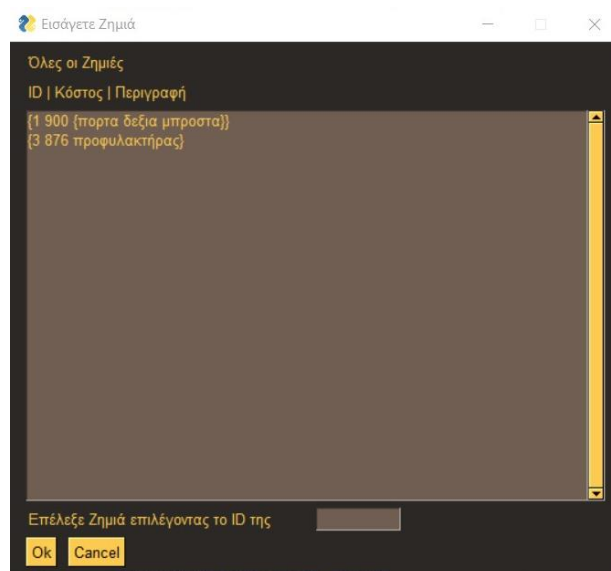 Εισάγετε Ζημιά
Όλες οι Ζημιές
ID | Κόστος | Περιγραφή
{1 900 {πορτα δεξια μπροστα}}
{3 876 προφυλακτήρας}
Επέλεξε Ζημιά επιλέγοντας το ID της
Ok Cancel